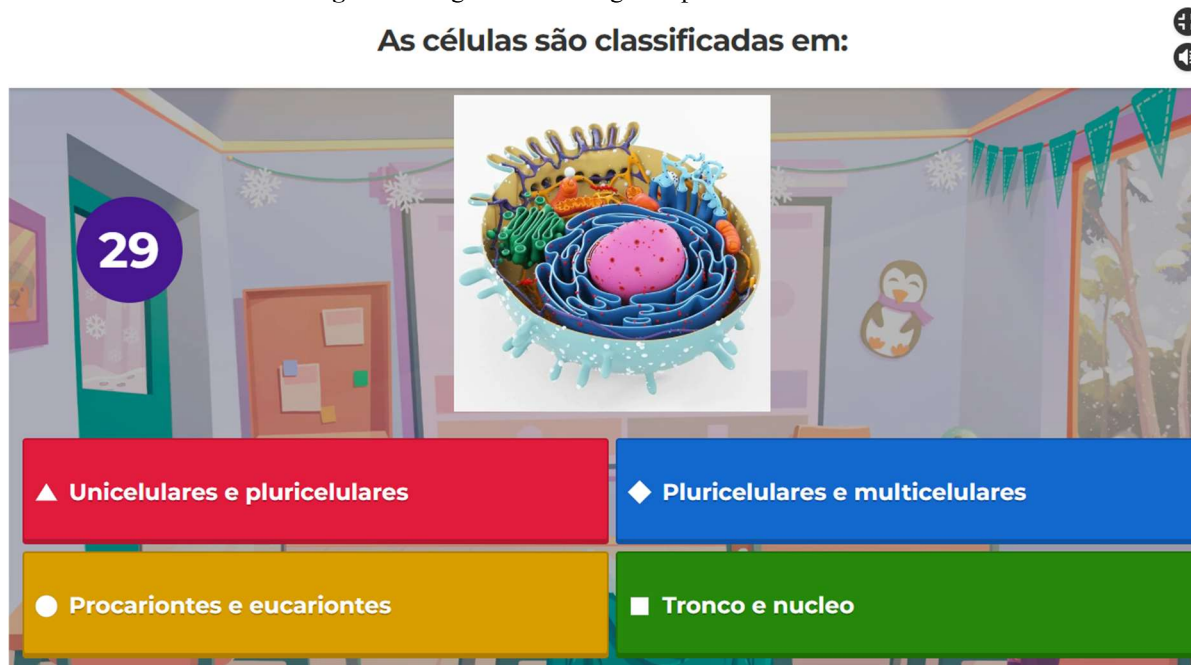 As células são classificadas em:
29
Unicelulares e pluricelulares
Pluricelulares e multicelulares
Procariontes e eucariontes
Tronco e nucleo